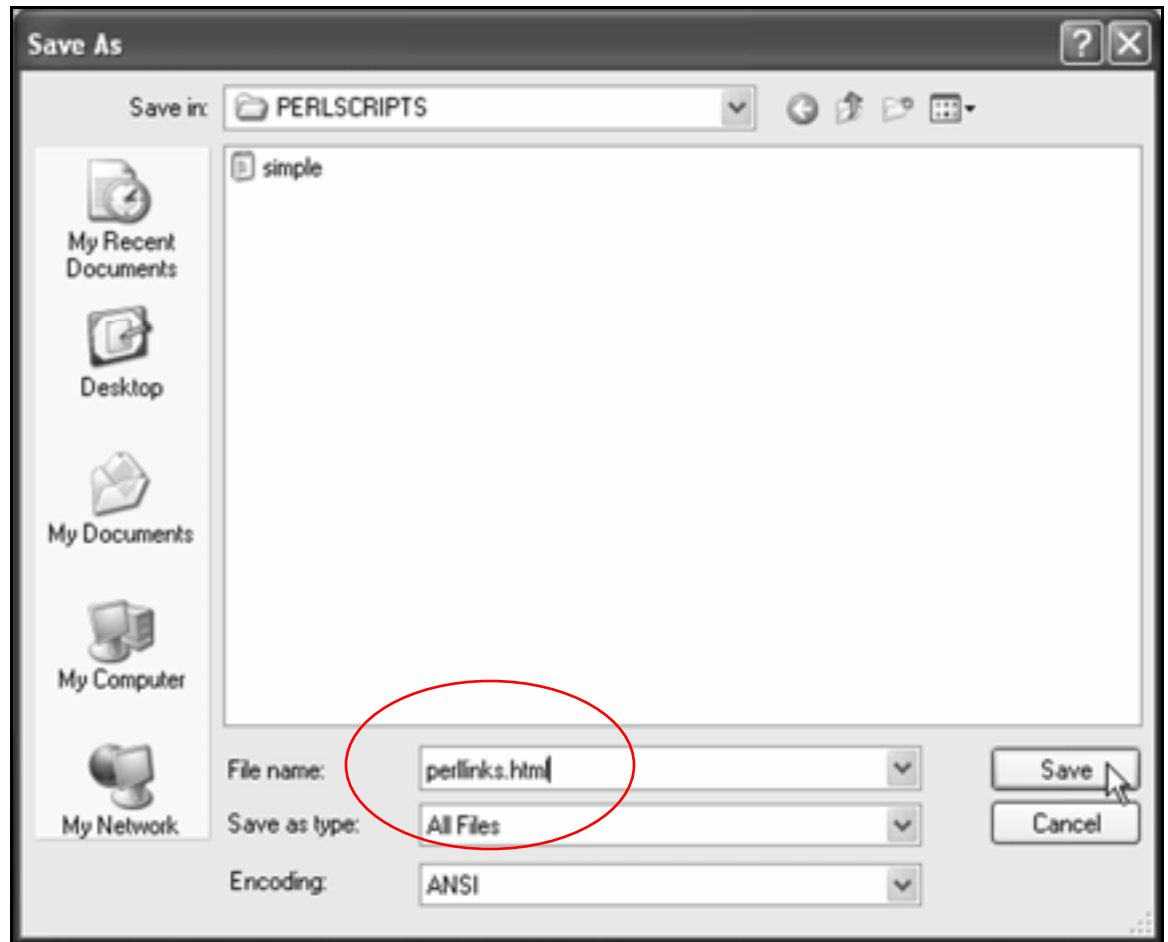 Save As
Save in: PERLSCRIPTS
simple
My Recent
Documents
Desktop
My Documents
My Computer
My Network
File name: perllinks.html Save
Save as type: All Files Cancel
Encoding: ANSI